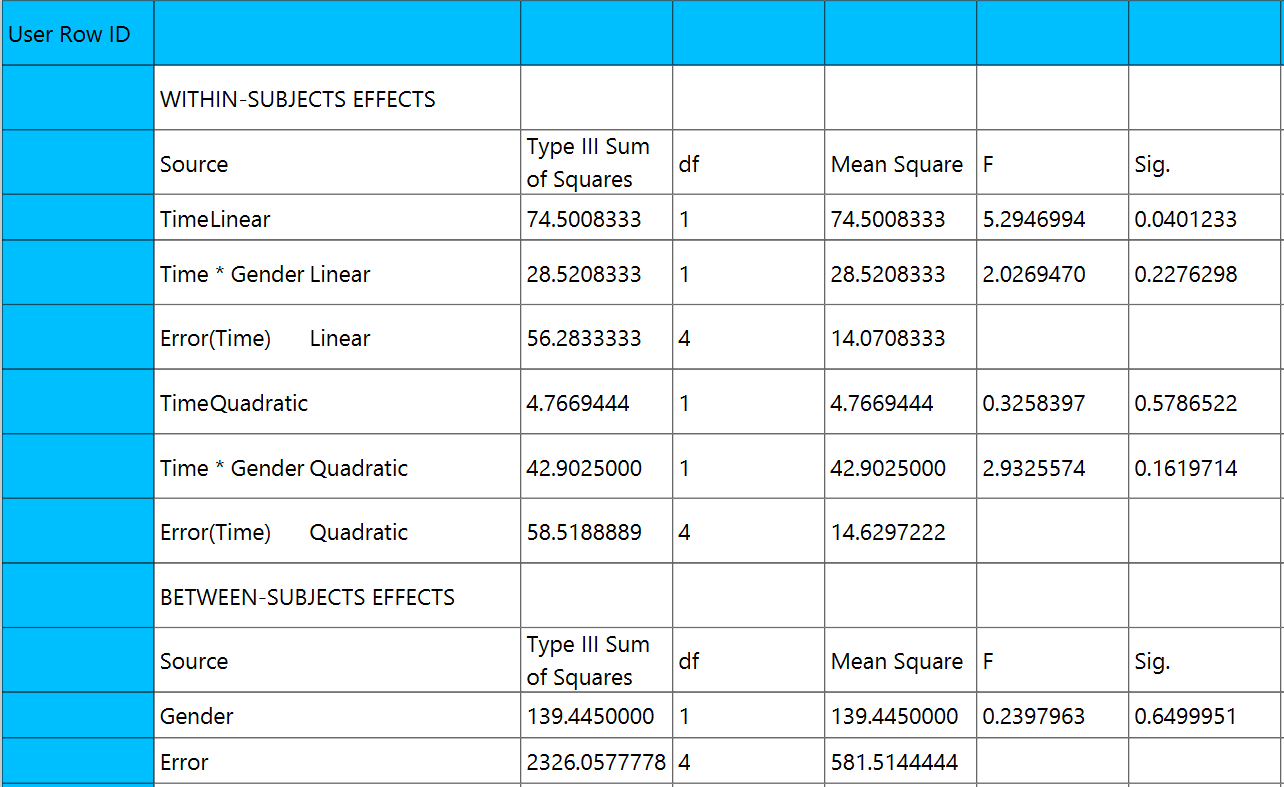 User Row ID
WITHIN-SUBJECTS EFFECTS
Source Type III Sum of Squares df Mean Square F Sig.
TimeLinear 74.5008333 1 74.5008333 5.2946994 0.0401233
Time * Gender Linear 28.5208333 1 28.5208333 2.0269470 0.2276298
Error(Time) Linear 56.2833333 4 14.0708333
TimeQuadratic 4.7669444 1 4.7669444 0.3258397 0.5786522
Time * Gender Quadratic 42.9025000 1 42.9025000 2.9325574 0.1619714
Error(Time) Quadratic 58.5188889 4 14.6297222
BETWEEN-SUBJECTS EFFECTS
Source Type III Sum of Squares df Mean Square F Sig.
Gender 139.4450000 1 139.4450000 0.2397963 0.6499951
Error 2326.0577778 4 581.5144444